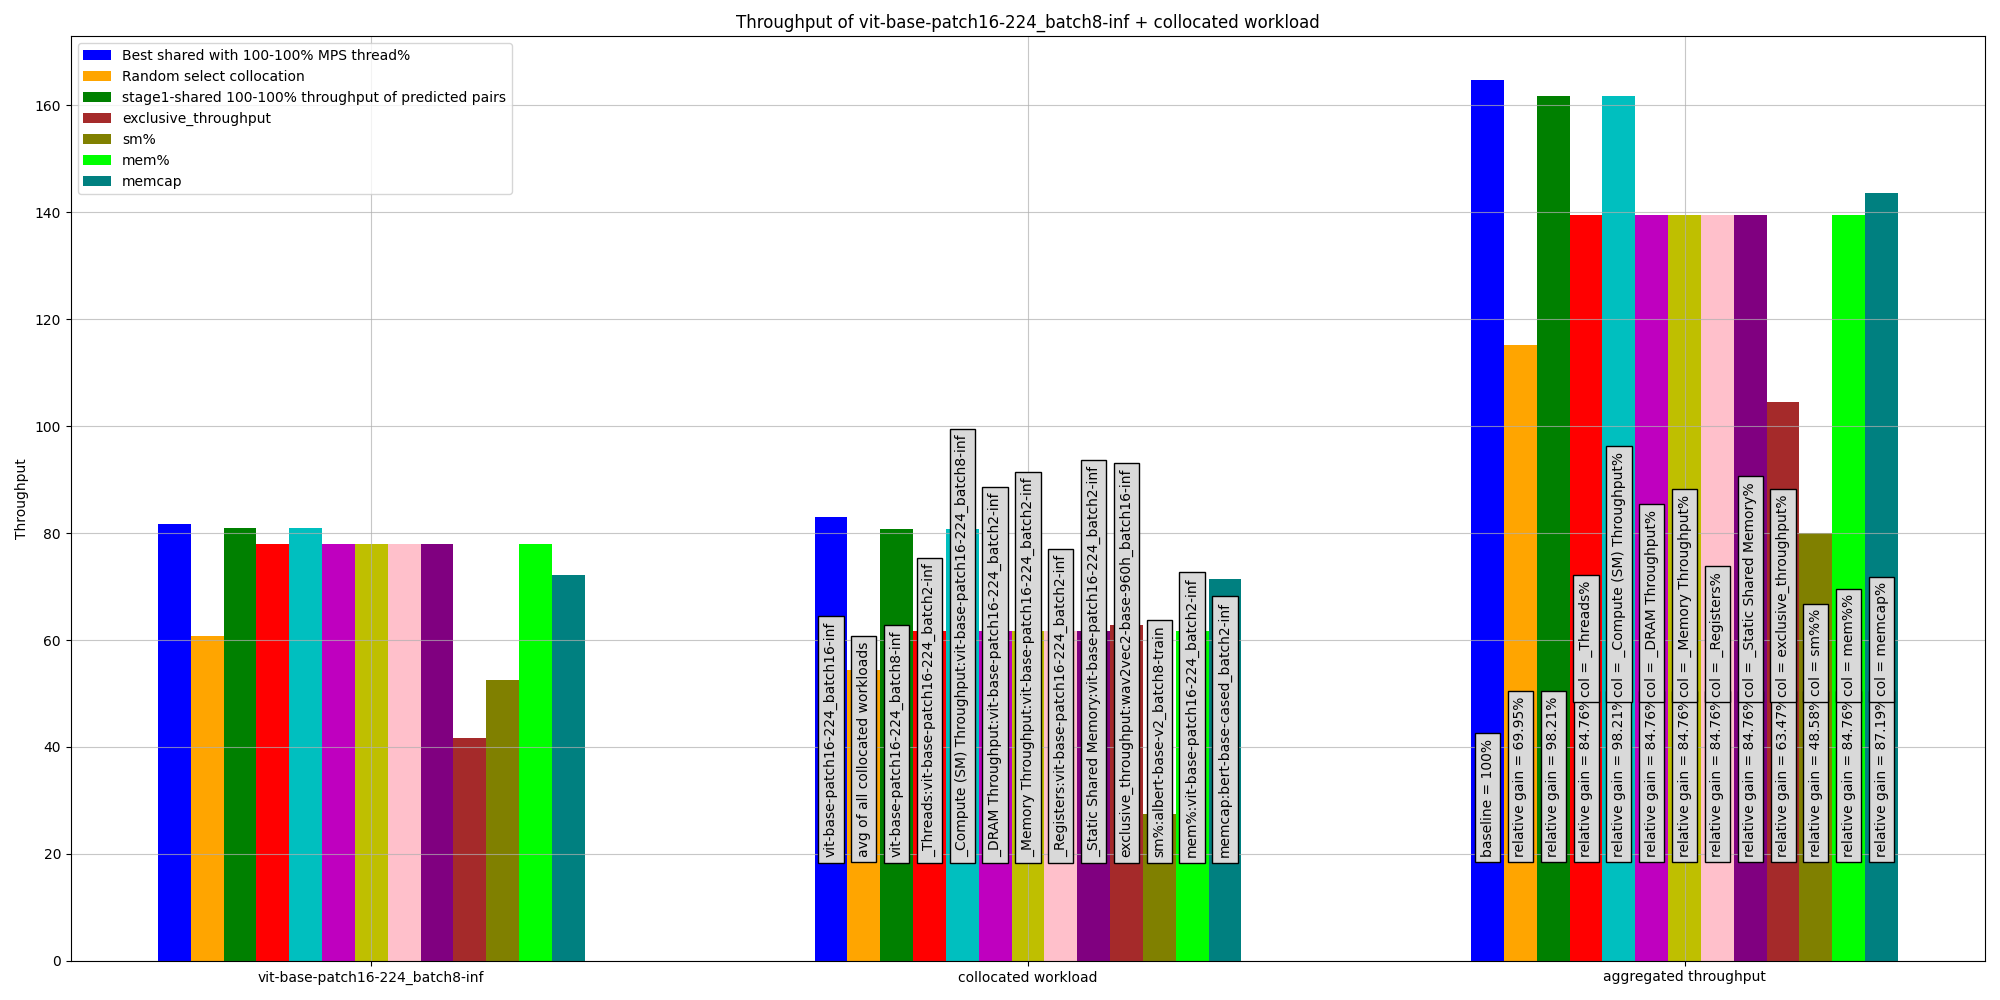 Throughput of vit-base-patch16-224_batch8-inf + collocated workload
Best shared with 100-100% MPS thread%
Random select collocation
stage1-shared 100-100% throughput of predicted pairs
exclusive_throughput
sm%
mem%
memcap
Throughput
160
140
120
100
80
60
40
20
0
vit-base-patch16-224_batch16-inf
avg of all collocated workloads
vit-base-patch16-224_batch8-inf
_Threads:vit-base-patch16-224_batch2-inf
_Compute (SM) Throughput:vit-base-patch16-224_batch8-inf
_DRAM Throughput:vit-base-patch16-224_batch2-inf
_Memory Throughput:vit-base-patch16-224_batch2-inf
_Registers:vit-base-patch16-224_batch2-inf
_Static Shared Memory:vit-base-patch16-224_batch2-inf
exclusive_throughput:wav2vec2-base-960h_batch16-inf
sm%:albert-base-v2_batch8-train
mem%:vit-base-patch16-224_batch2-inf
memcap:bert-base-cased_batch2-inf
baseline = 100%
relative gain = 69.95%
relative gain = 98.21%
relative gain = 84.76% col = _Threads%
relative gain = 98.21% col = _Compute (SM) Throughput%
relative gain = 84.76% col = _DRAM Throughput%
relative gain = 84.76% col = _Memory Throughput%
relative gain = 84.76% col = _Registers%
relative gain = 84.76% col = _Static Shared Memory%
relative gain = 63.47% col = exclusive_throughput%
relative gain = 48.58% col = sm%%
relative gain = 84.76% col = mem%%
relative gain = 87.19% col = memcap%
vit-base-patch16-224_batch8-inf
collocated workload
aggregated throughput